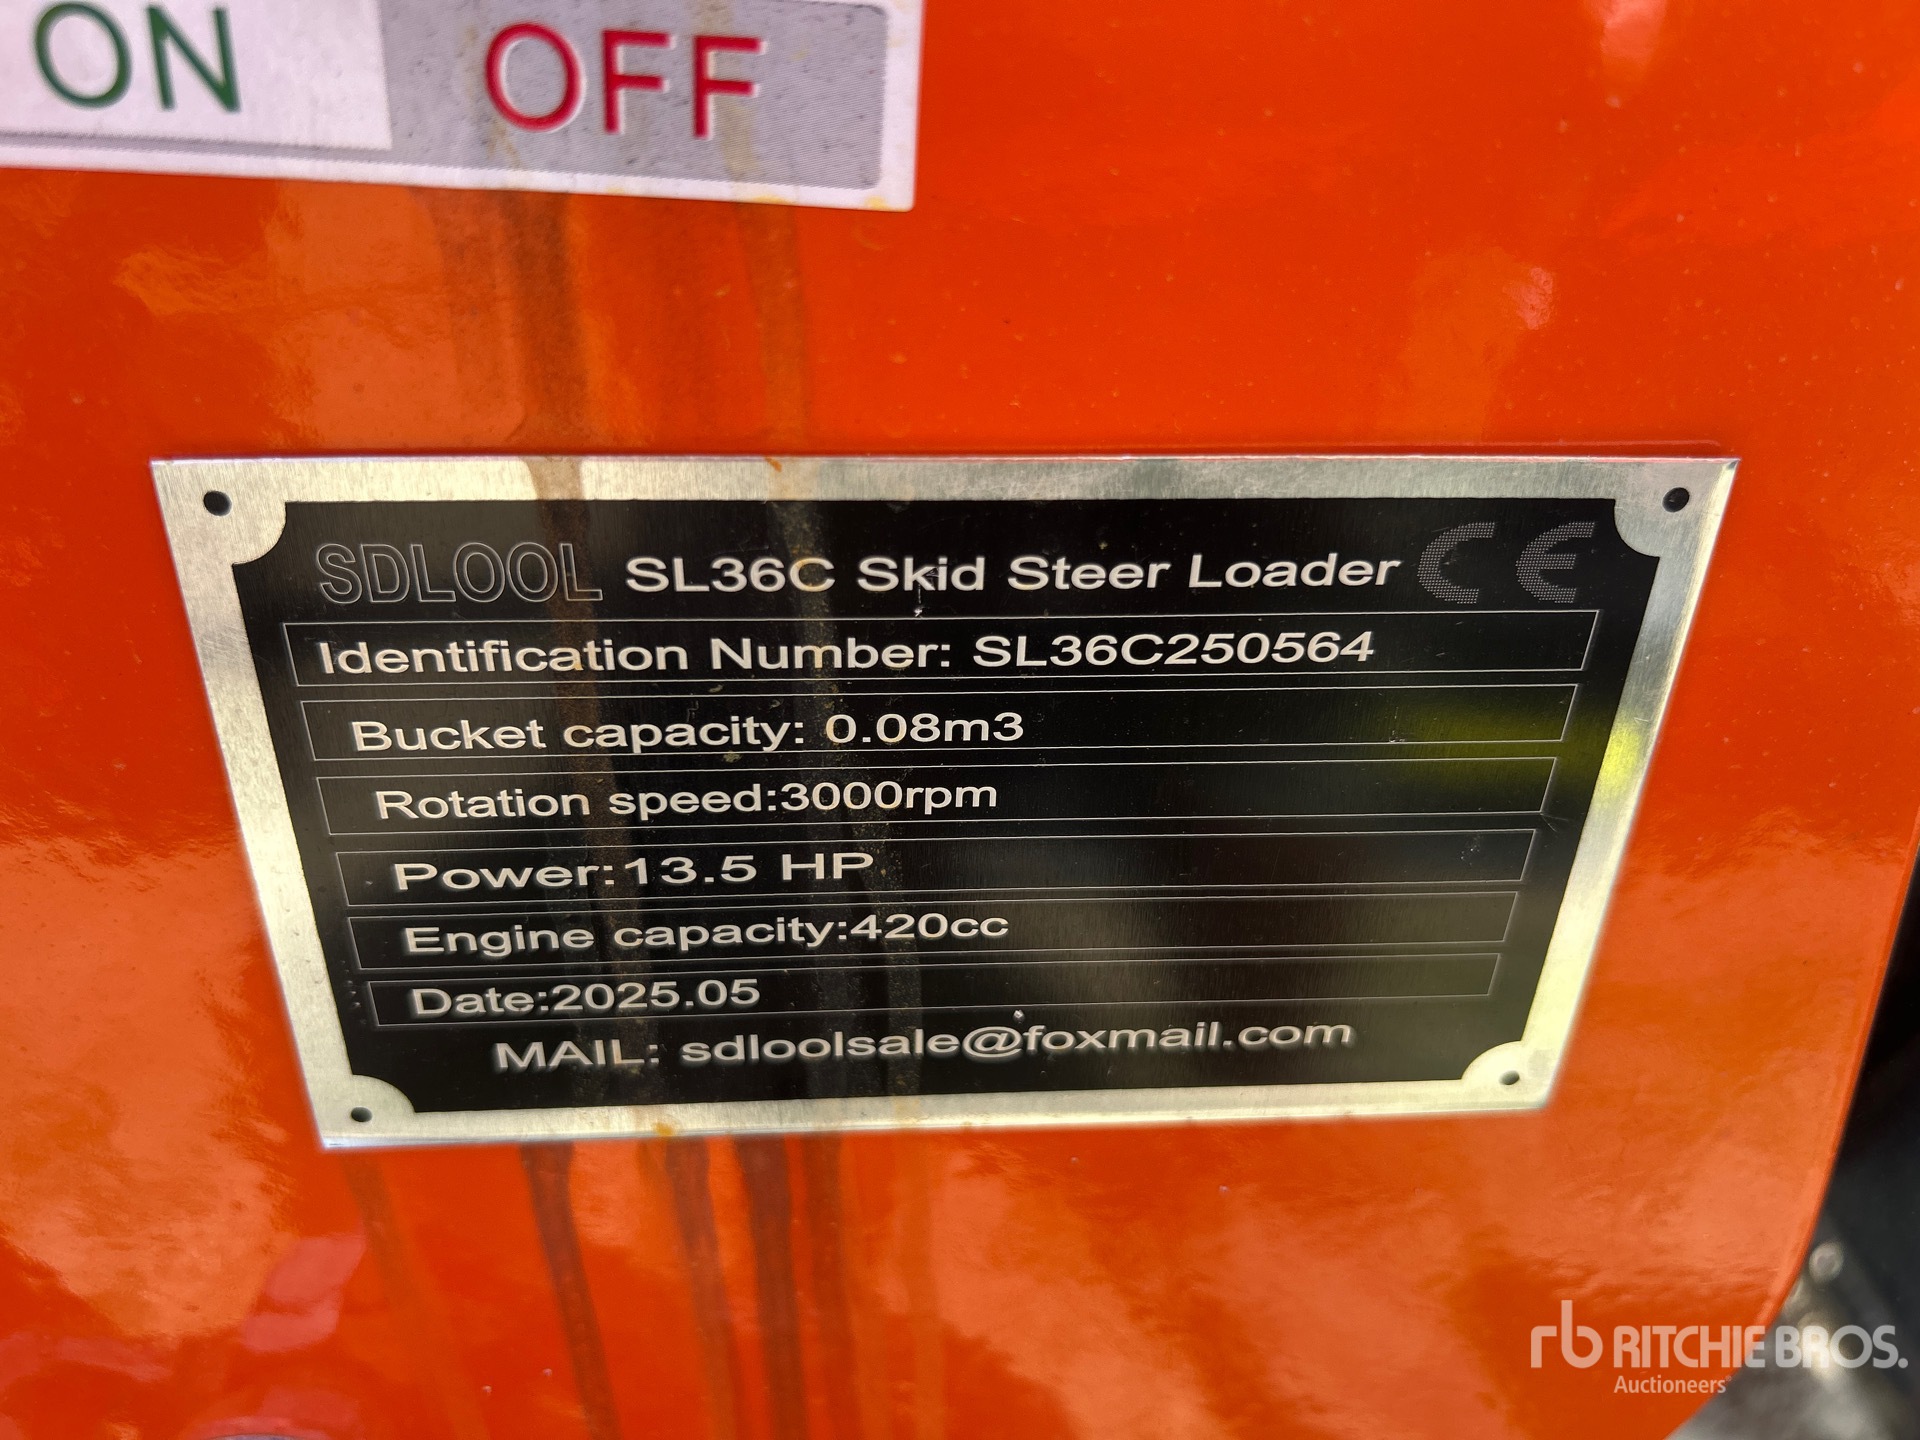 ON OFF
SDLOOL SL36C Skid Steer Loader CE
Identification Number: SL36C250564
Bucket capacity: 0.08m3
Rotation speed:3000rpm
Power:13.5 HP
Engine capacity:420cc
Date:2025.05
MAIL: sdloolsale@foxmail.com
rb RITCHIE BROS.
Auctioneers